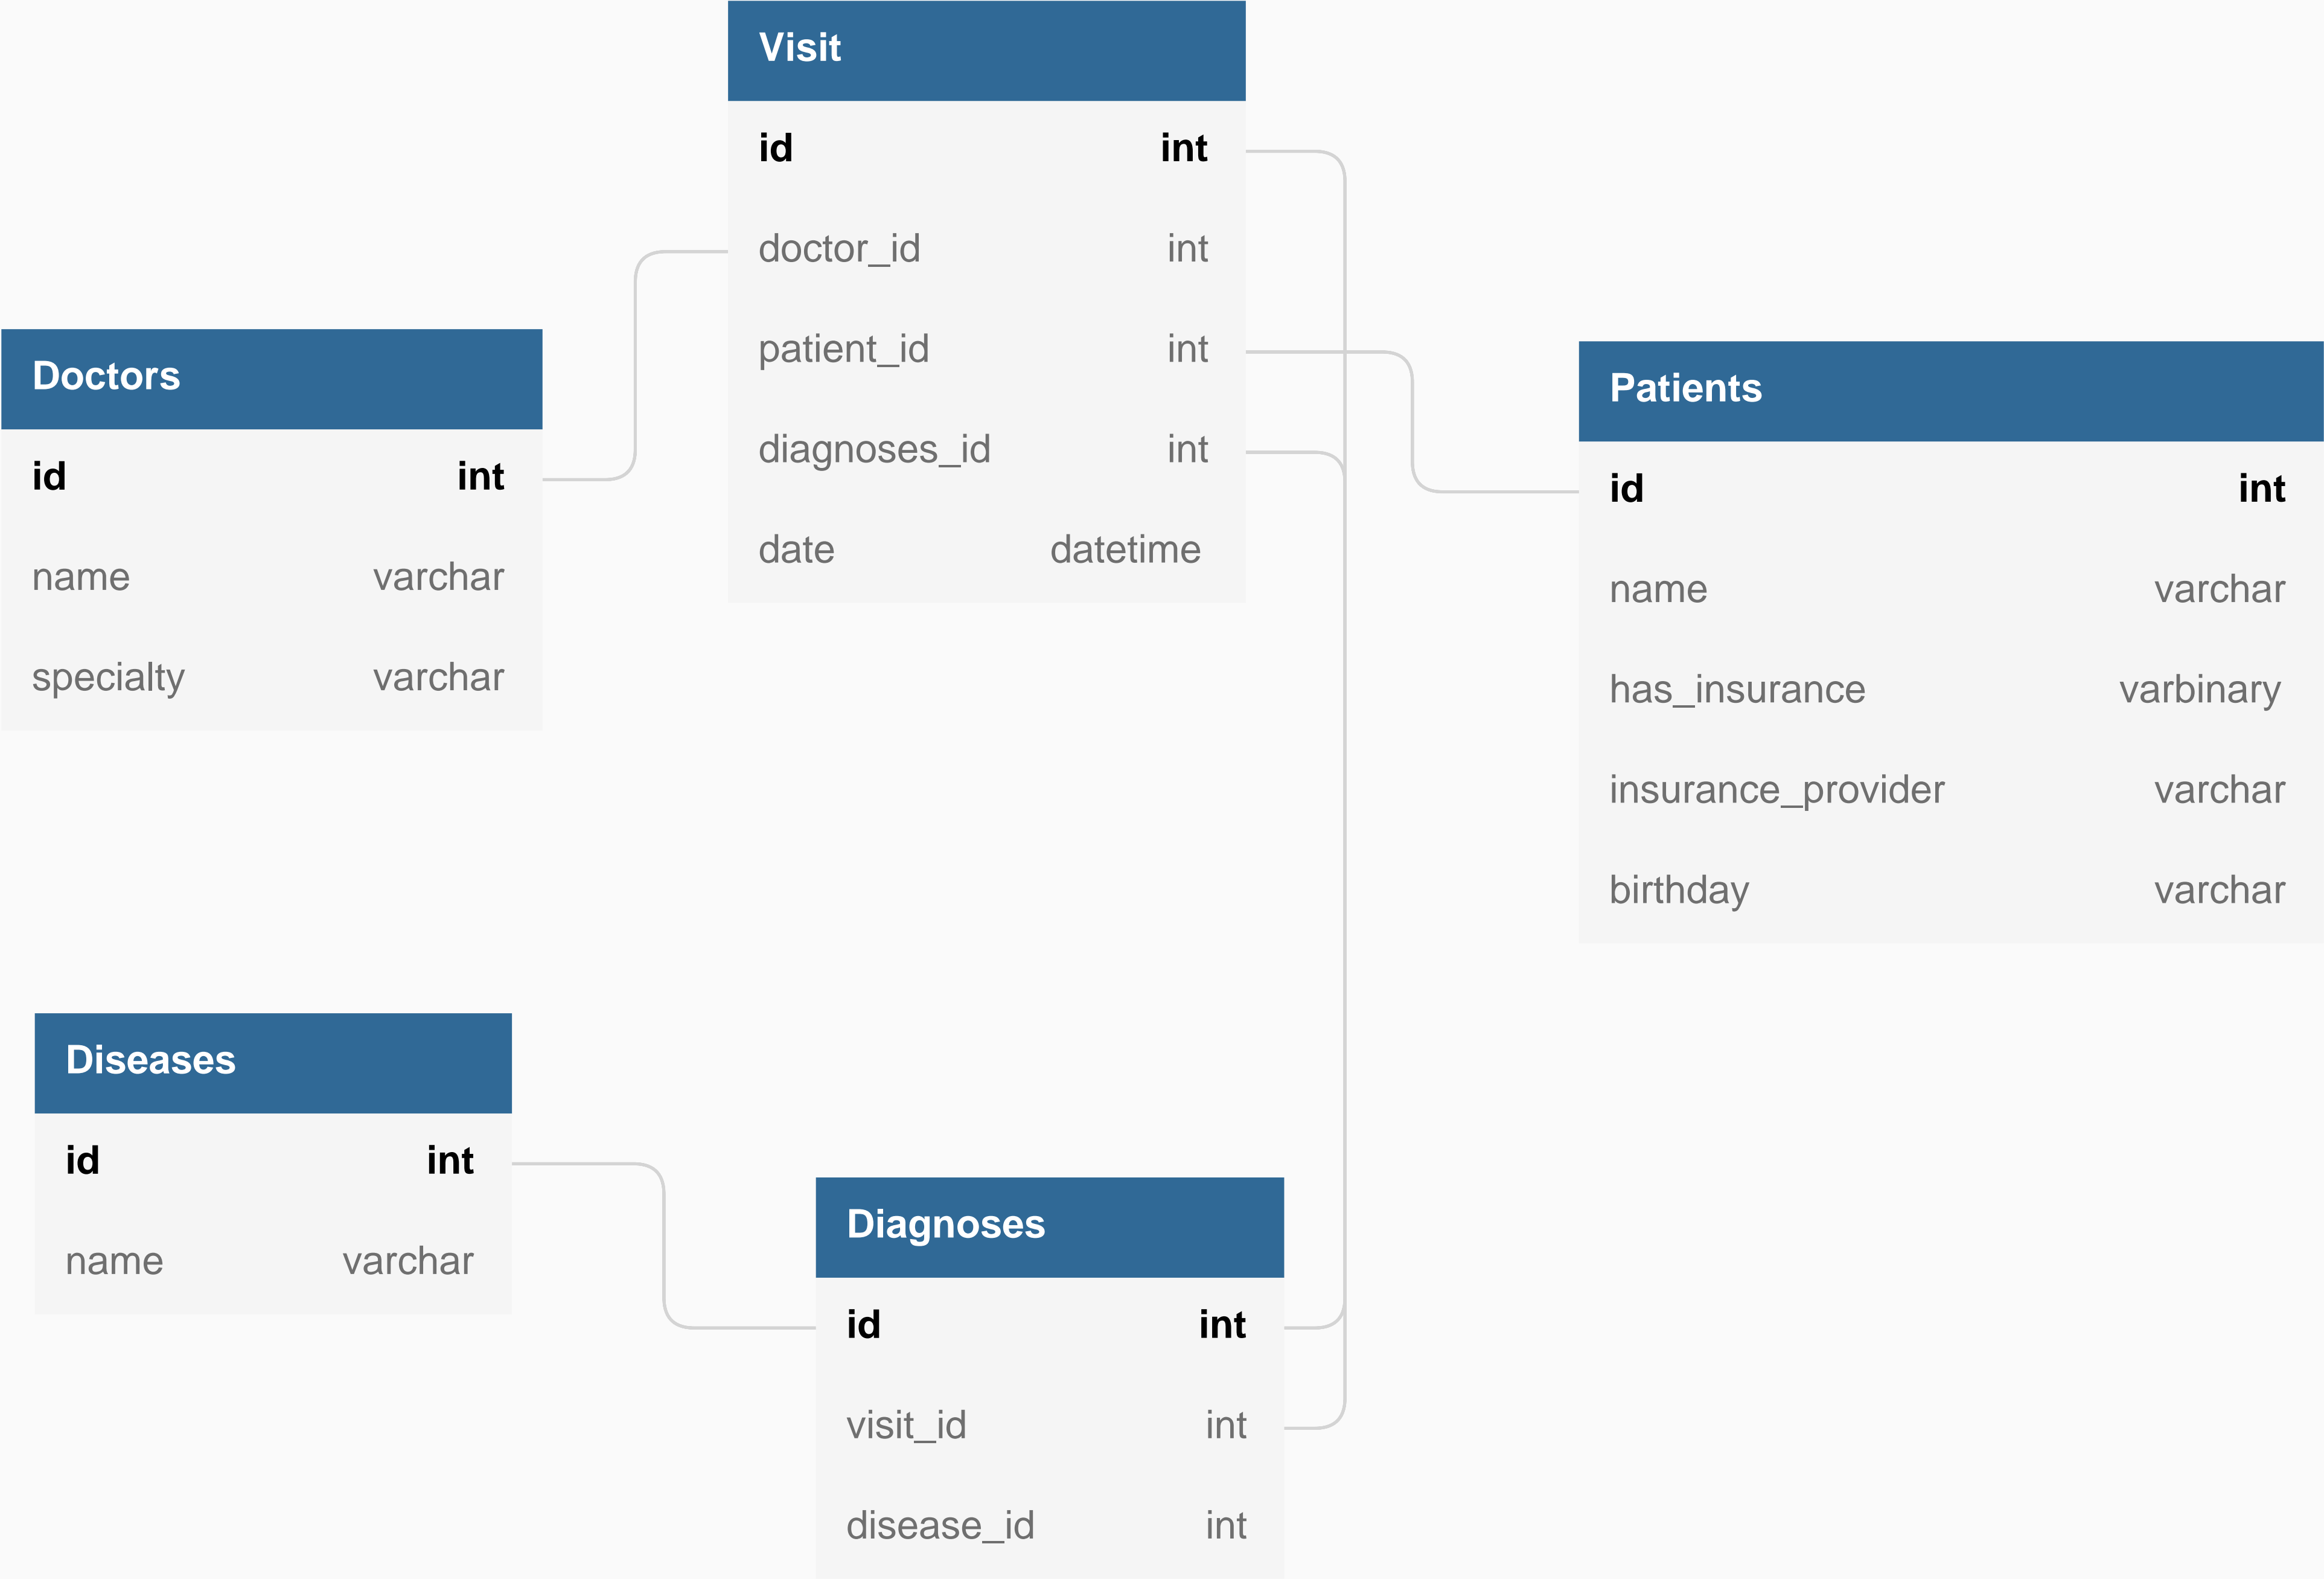 Visit
id int
doctor_id int
patient_id int
diagnoses_id int
date datetime
Doctors
id int
name varchar
specialty varchar
Patients
id int
name varchar
has_insurance varbinary
insurance_provider varchar
birthday varchar
Diseases
id int
name varchar
Diagnoses
id int
visit_id int
disease_id int